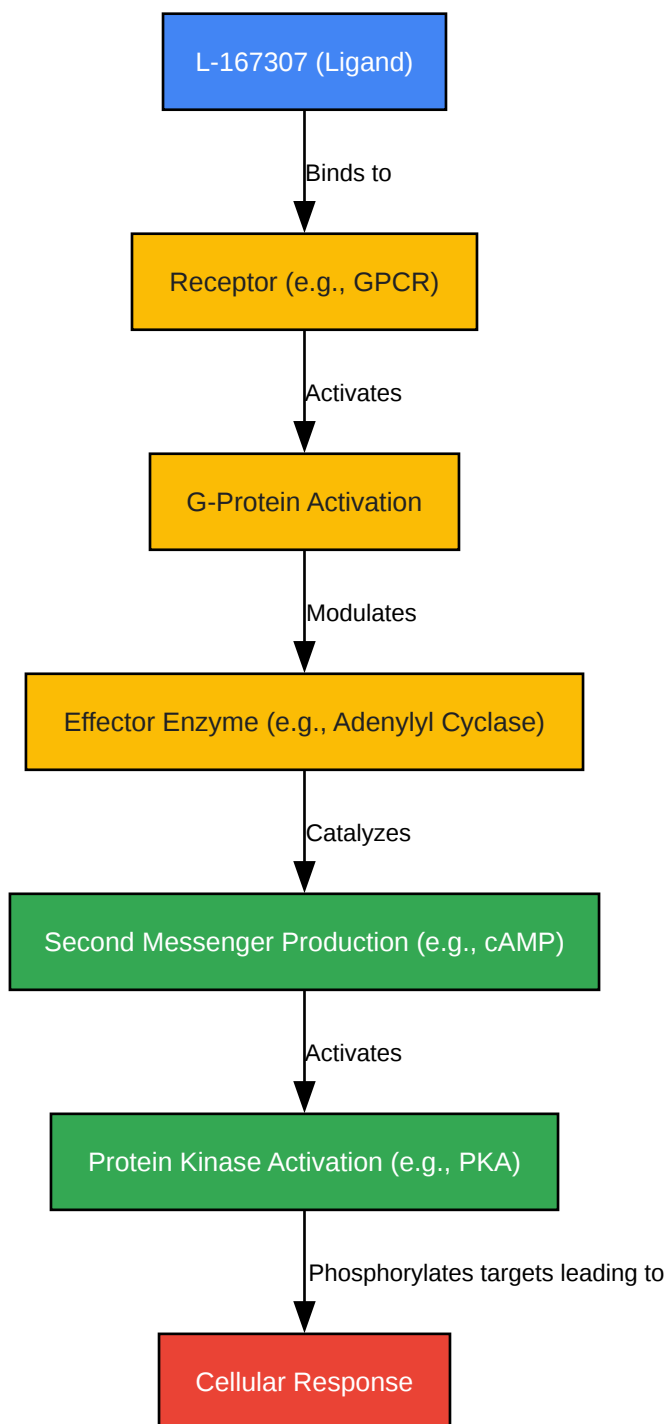 L-167307 (Ligand)
Binds to
Receptor (e.g., GPCR)
Activates
G-Protein Activation
Modulates
Effector Enzyme (e.g., Adenylyl Cyclase)
Catalyzes
Second Messenger Production (e.g., cAMP)
Activates
Protein Kinase Activation (e.g., PKA)
Phosphorylates targets leading to
Cellular Response